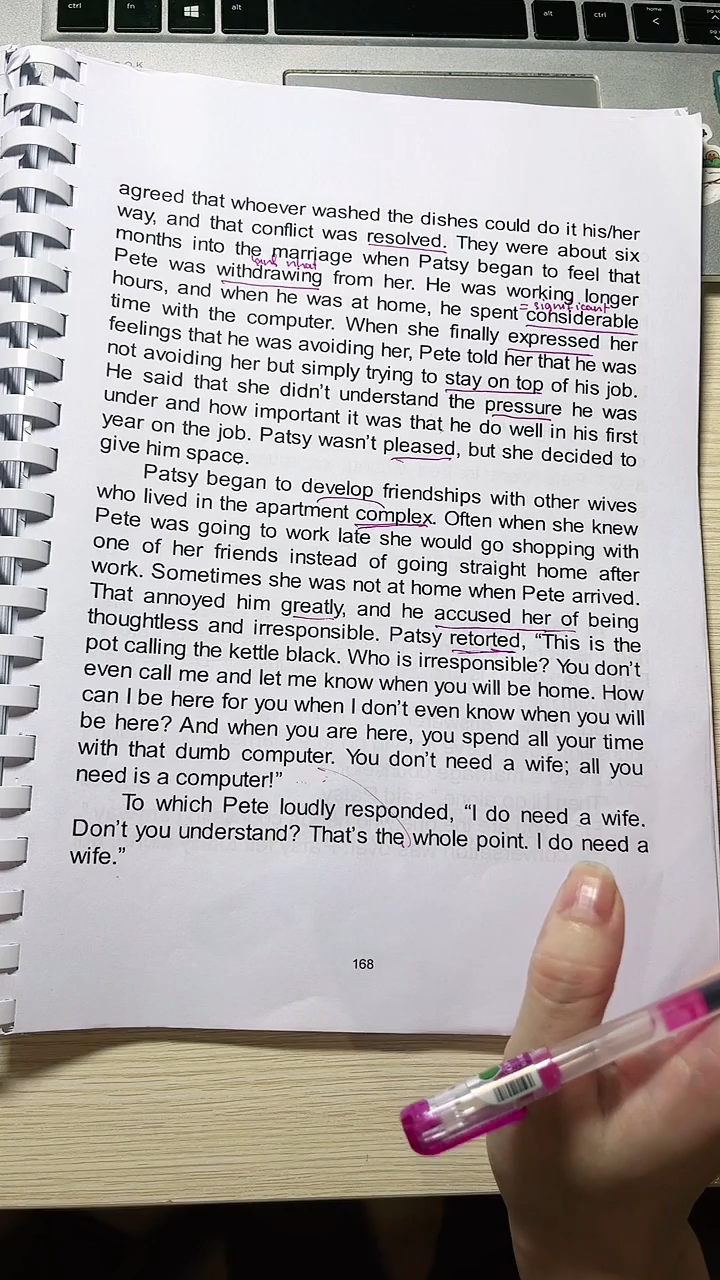 ctrl fn alt alt ctrl home
agreed that whoever washed the dishes could do it his/her
way, and that conflict was resolved. They were about six
months into the marriage when Patsy began to feel that
Pete was withdrawing from her. He was working longer
= significant
hours, and when he was at home, he spent considerable
time with the computer. When she finally expressed her
feelings that he was avoiding her, Pete told her that he was
not avoiding her but simply trying to stay on top of his job.
He said that she didn't understand the pressure he was
under and how important it was that he do well in his first
year on the job. Patsy wasn't pleased, but she decided to
give him space.
Patsy began to develop friendships with other wives
who lived in the apartment complex. Often when she knew
Pete was going to work late she would go shopping with
one of her friends instead of going straight home after
work. Sometimes she was not at home when Pete arrived.
That annoyed him greatly, and he accused her of being
thoughtless and irresponsible. Patsy retorted, "This is the
pot calling the kettle black. Who is irresponsible? You don't
even call me and let me know when you will be home. How
can I be here for you when I don't even know when you will
be here? And when you are here, you spend all your time
with that dumb computer. You don't need a wife; all you
need is a computer!"
To which Pete loudly responded, "I do need a wife.
Don't you understand? That's the whole point. I do need a
wife."
168